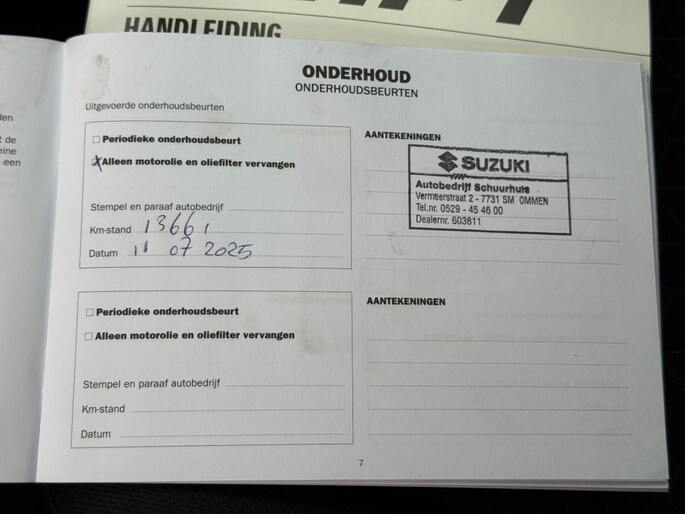 HANDLEIDING
ONDERHOUD
ONDERHOUDSBEURTEN
Uitgevoerde onderhoudsbeurten
Periodieke onderhoudsbeurt
x Alleen motorolie en oliefilter vervangen
Stempel en paraaf autobedrijf
Km-stand 13661
Datum 11 07 2025
AANTEKENINGEN
SUZUKI
Autobedrijf Schuurhuis
Vermeerstraat 2 - 7731 SM OMMEN
Tel.nr. 0529 - 45 46 00
Dealernr. 603811
Periodieke onderhoudsbeurt
Alleen motorolie en oliefilter vervangen
Stempel en paraaf autobedrijf
Km-stand
Datum
AANTEKENINGEN
7
de
een